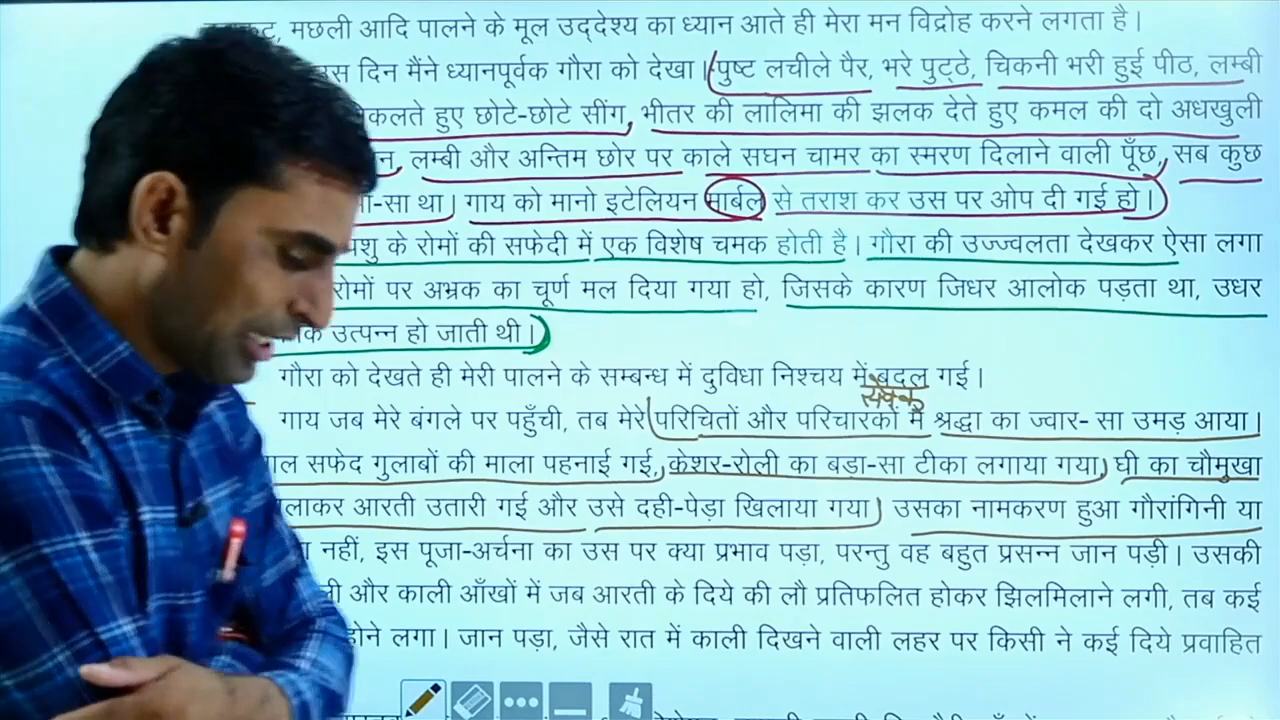 मछली आदि पालने के मूल उद्देश्य का ध्यान आते ही मेरा मन विद्रोह करने लगता है।
उस दिन मैंने ध्यानपूर्वक गौरा को देखा। पुष्ट लचीले पैर, भरे पुट्ठे, चिकनी भरी हुई पीठ, लम्बी
हुए छोटे-छोटे सींग, भीतर की लालिमा की झलक देते हुए कमल की दो अधखुली
लम्बी और अन्तिम छोर पर काले सघन चामर का स्मरण दिलाने वाली पूँछ, सब कुछ
था। गाय को मानो इटेलियन मार्बल से तराश कर उस पर ओप दी गई हो।
पशु के रोमों की सफेदी में एक विशेष चमक होती है। गौरा की उज्ज्वलता देखकर ऐसा लगा
रोमों पर अभ्रक का चूर्ण मल दिया गया हो, जिसके कारण जिधर आलोक पड़ता था, उधर
उत्पन्न हो जाती थी।
गौरा को देखते ही मेरी पालने के सम्बन्ध में दुविधा निश्चय में बदल गई।
सेवक
गाय जब मेरे बंगले पर पहुँची, तब मेरे परिचितों और परिचारकों में श्रद्धा का ज्वार- सा उमड़ आया।
सफेद गुलाबों की माला पहनाई गई, केशर-रोली का बड़ा-सा टीका लगाया गया, घी का चौमुखा
आरती उतारी गई और उसे दही-पेड़ा खिलाया गया। उसका नामकरण हुआ गौरांगिनी या
नहीं, इस पूजा-अर्चना का उस पर क्या प्रभाव पड़ा, परन्तु वह बहुत प्रसन्न जान पड़ी। उसकी
और काली आँखों में जब आरती के दिये की लौ प्रतिफलित होकर झिलमिलाने लगी, तब कई
होने लगा। जान पड़ा, जैसे रात में काली दिखने वाली लहर पर किसी ने कई दिये प्रवाहित